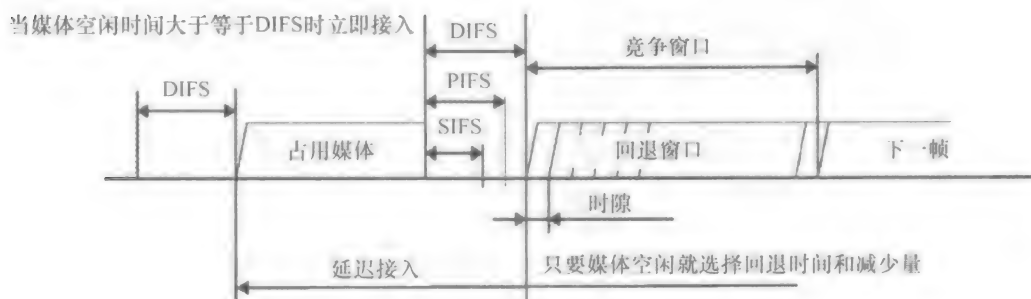 当媒体空闲时间大于等于DIFS时立即接入
DIFS
竞争窗口
DIFS
PIFS
SIFS
占用媒体
回退窗口
下一帧
时隙
延迟接入
只要媒体空闲就选择回退时间和减少量